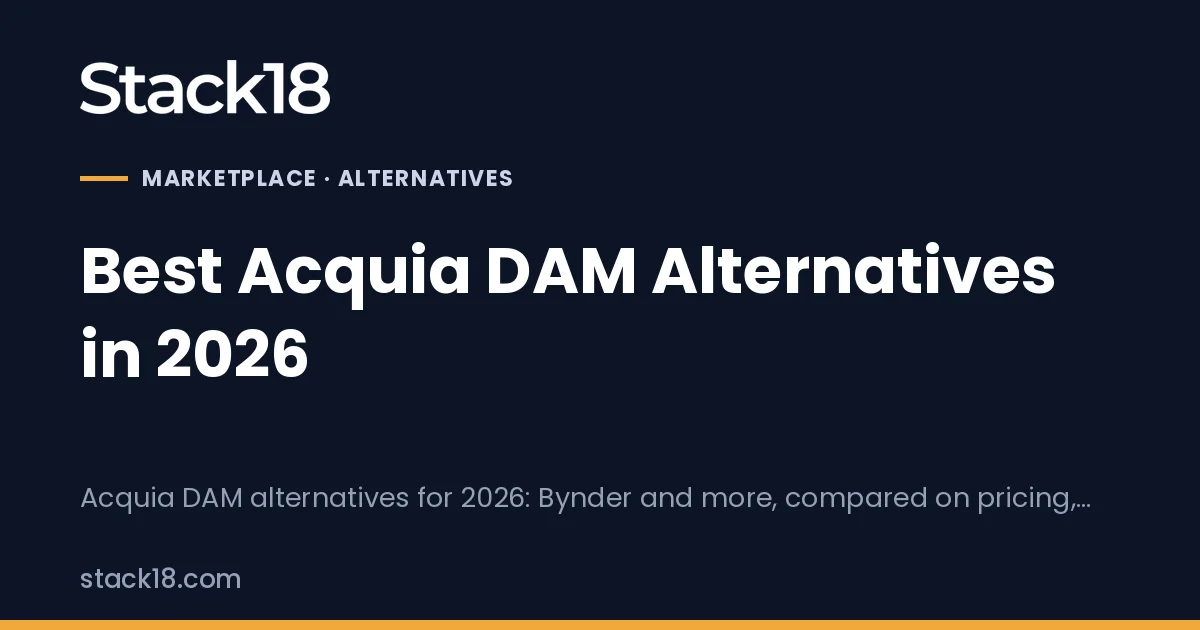 Stack18
MARKETPLACE · ALTERNATIVES
Best Acquia DAM Alternatives
in 2026
Acquia DAM alternatives for 2026: Bynder and more, compared on pricing,...
stack18.com